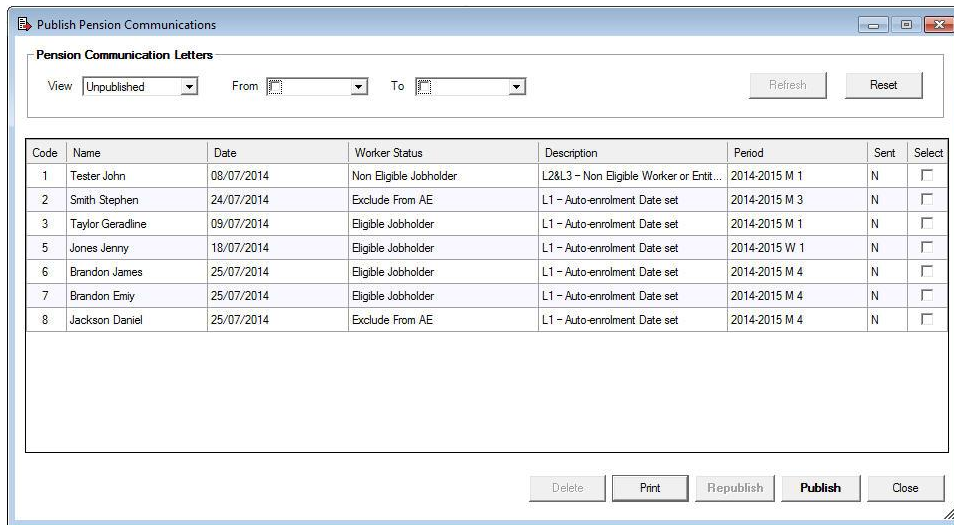 Publish Pension Communications
Pension Communication Letters
View Unpublished From To Refresh Reset
Code Name Date Worker Status Description Period Sent Select
1 Tester John 08/07/2014 Non Eligible Jobholder L2&L3 – Non Eligible Worker or Entit... 2014-2015 M 1 N
2 Smith Stephen 24/07/2014 Exclude From AE L1 – Auto-enrolment Date set 2014-2015 M 3 N
3 Taylor Geradline 09/07/2014 Eligible Jobholder L1 – Auto-enrolment Date set 2014-2015 M 1 N
5 Jones Jenny 18/07/2014 Eligible Jobholder L1 – Auto-enrolment Date set 2014-2015 W 1 N
6 Brandon James 25/07/2014 Eligible Jobholder L1 – Auto-enrolment Date set 2014-2015 M 4 N
7 Brandon Emiy 25/07/2014 Eligible Jobholder L1 – Auto-enrolment Date set 2014-2015 M 4 N
8 Jackson Daniel 25/07/2014 Exclude From AE L1 – Auto-enrolment Date set 2014-2015 M 4 N
Delete Print Republish Publish Close